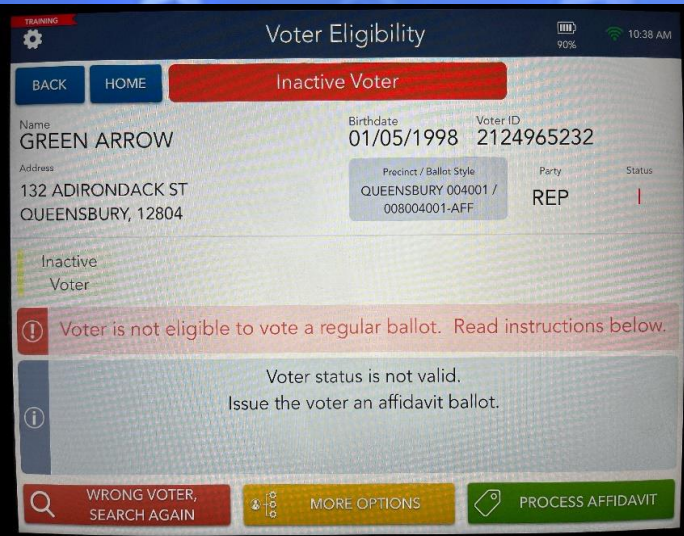 TRAINING
Voter Eligibility
90%
10:38 AM
BACK
HOME
Inactive Voter
Name
GREEN ARROW
Birthdate
01/05/1998
Voter ID
2124965232
Address
132 ADIRONDACK ST
QUEENSBURY, 12804
Precinct / Ballot Style
QUEENSBURY 004001 /
008004001-AFF
Party
REP
Status
I
Inactive
Voter
Voter is not eligible to vote a regular ballot. Read instructions below.
Voter status is not valid.
Issue the voter an affidavit ballot.
WRONG VOTER,
SEARCH AGAIN
MORE OPTIONS
PROCESS AFFIDAVIT